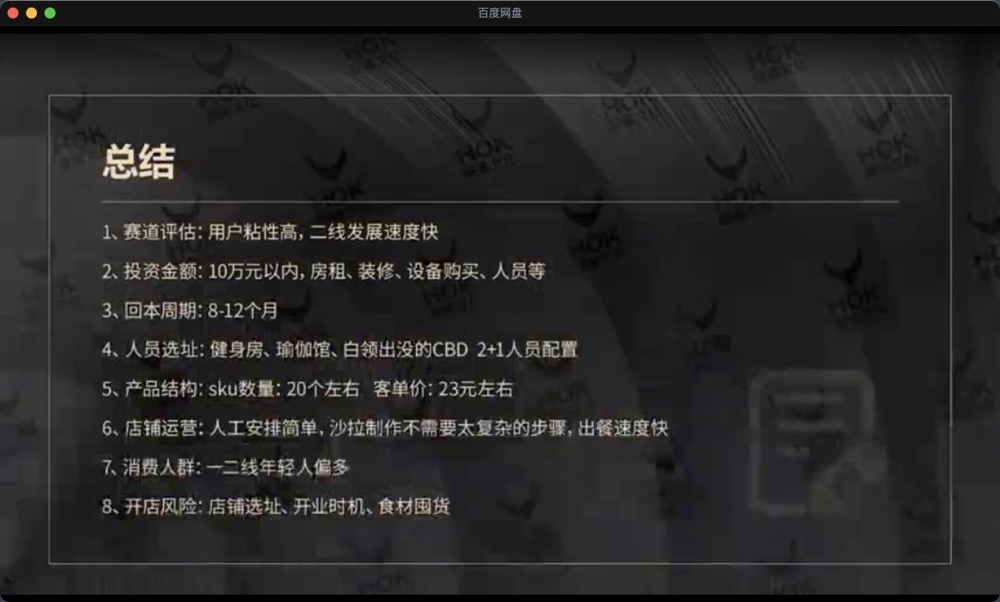 百度网盘
总结
1、赛道评估：用户粘性高，二线发展速度快
2、投资金额：10万元以内，房租、装修、设备购买、人员等
3、回本周期：8-12个月
4、人员选址：健身房、瑜伽馆、白领出没的CBD 2+1人员配置
5、产品结构：sku数量：20个左右 客单价：23元左右
6、店铺运营：人工安排简单，沙拉制作不需要太复杂的步骤，出餐速度快
7、消费人群：一二线年轻人偏多
8、开店风险：店铺选址、开业时机、食材囤货
HOK